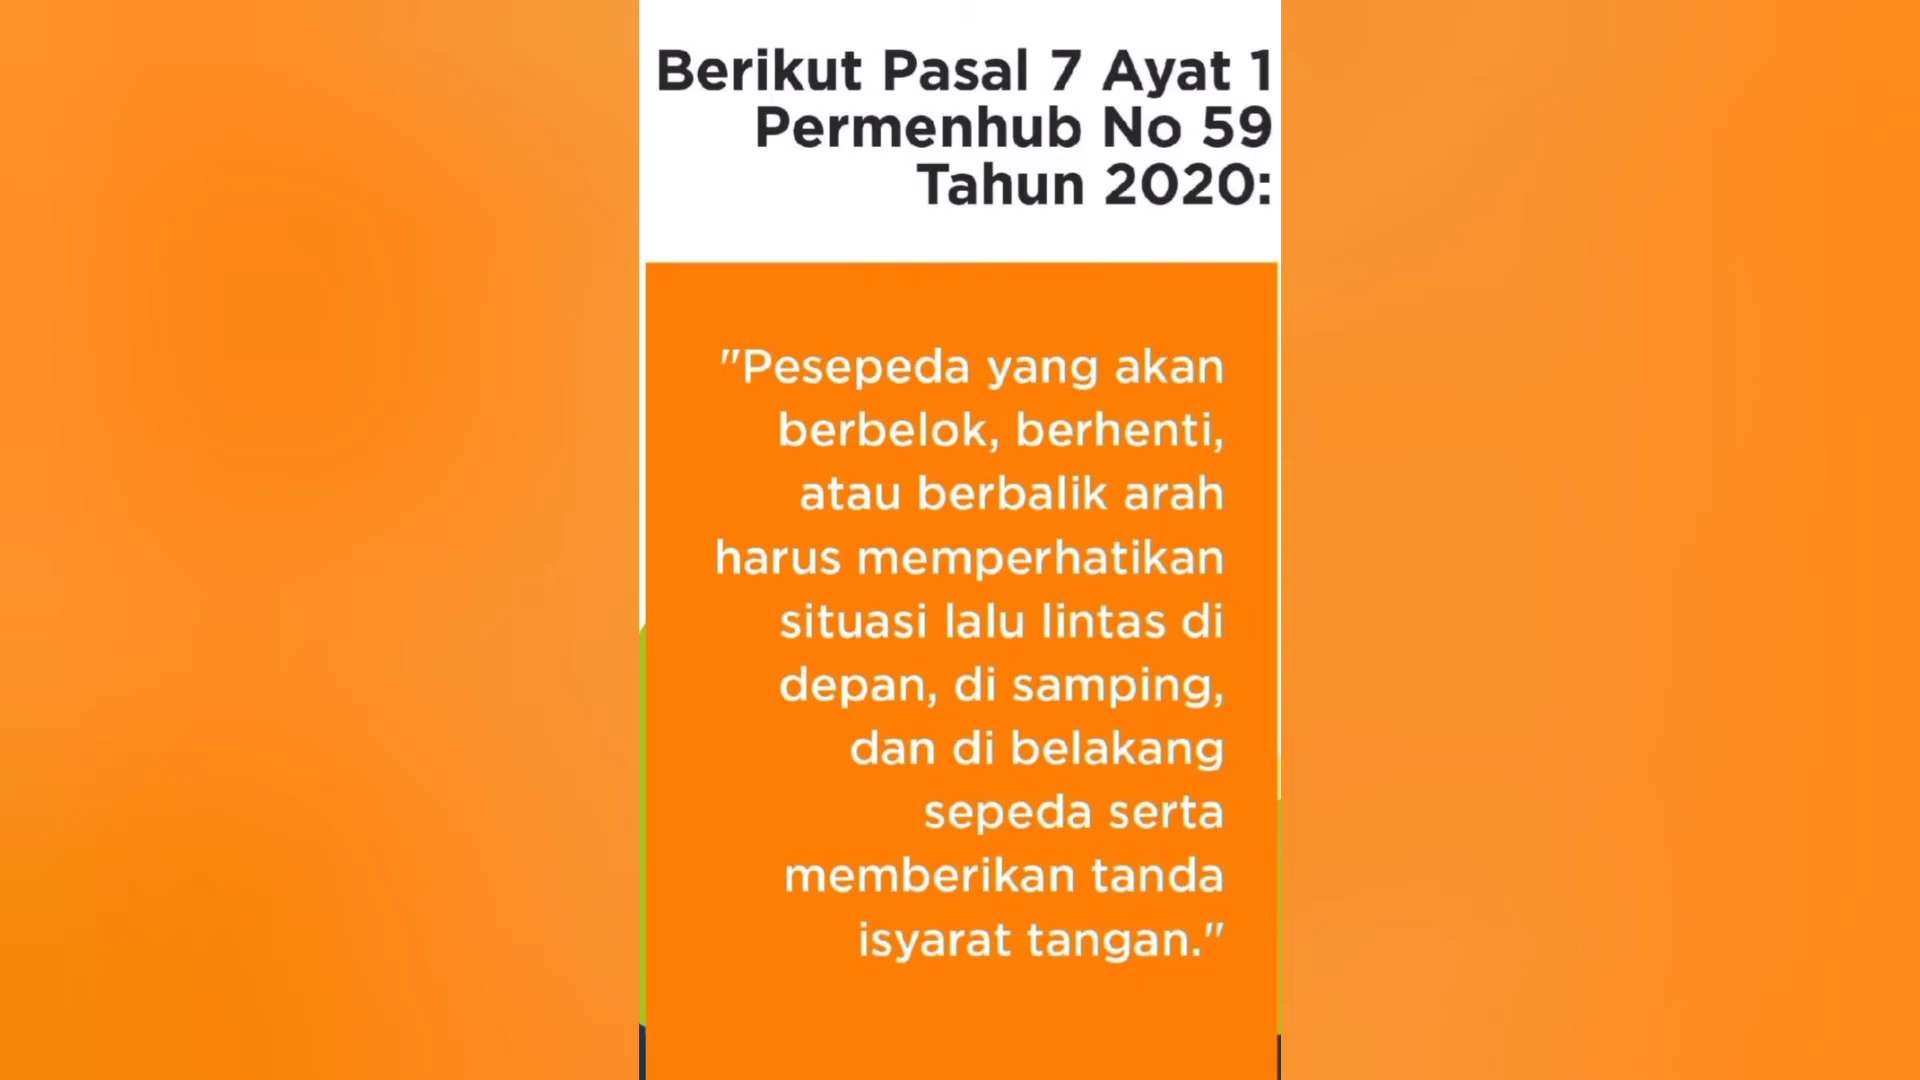 Berikut Pasal 7 Ayat 1
Permenhub No 59
Tahun 2020:
"Pesepeda yang akan
berbelok, berhenti,
atau berbalik arah
harus memperhatikan
situasi lalu lintas di
depan, di samping,
dan di belakang
sepeda serta
memberikan tanda
isyarat tangan."